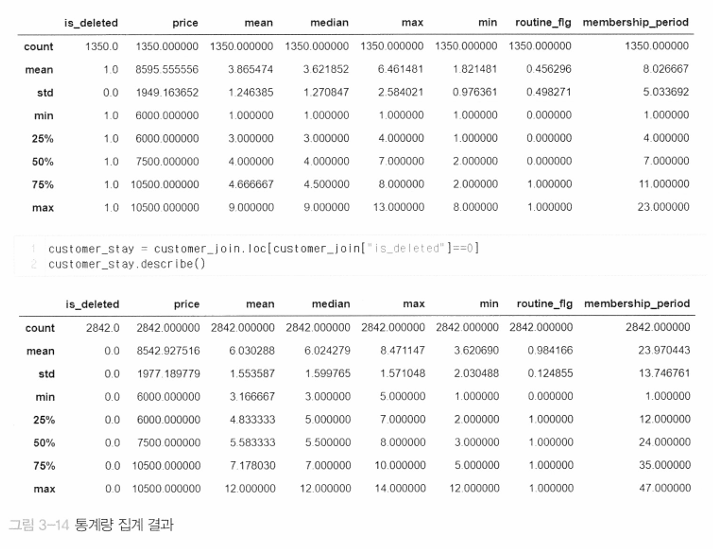 is_deleted price mean median max min routine_flg membership_period
count 1350.0 1350.000000 1350.000000 1350.000000 1350.000000 1350.000000 1350.000000 1350.000000
mean 1.0 8595.555556 3.865474 3.621852 6.461481 1.821481 0.456296 8.026667
std 0.0 1949.163652 1.246385 1.270847 2.584021 0.976361 0.498271 5.033692
min 1.0 6000.000000 1.000000 1.000000 1.000000 1.000000 0.000000 1.000000
25% 1.0 6000.000000 3.000000 3.000000 4.000000 1.000000 0.000000 4.000000
50% 1.0 7500.000000 4.000000 4.000000 7.000000 2.000000 0.000000 7.000000
75% 1.0 10500.000000 4.666667 4.500000 8.000000 2.000000 1.000000 11.000000
max 1.0 10500.000000 9.000000 9.000000 13.000000 8.000000 1.000000 23.000000
1 customer_stay = customer_join.loc[customer_join["is_deleted"]==0]
2 customer_stay.describe()
is_deleted price mean median max min routine_flg membership_period
count 2842.0 2842.000000 2842.000000 2842.000000 2842.000000 2842.000000 2842.000000 2842.000000
mean 0.0 8542.927516 6.030288 6.024279 8.471147 3.620690 0.984166 23.970443
std 0.0 1977.189779 1.553587 1.599765 1.571048 2.030488 0.124855 13.746761
min 0.0 6000.000000 3.166667 3.000000 5.000000 1.000000 0.000000 1.000000
25% 0.0 6000.000000 4.833333 5.000000 7.000000 2.000000 1.000000 12.000000
50% 0.0 7500.000000 5.583333 5.500000 8.000000 3.000000 1.000000 24.000000
75% 0.0 10500.000000 7.178030 7.000000 10.000000 5.000000 1.000000 35.000000
max 0.0 10500.000000 12.000000 12.000000 14.000000 12.000000 1.000000 47.000000
그림 3-14 통계량 집계 결과